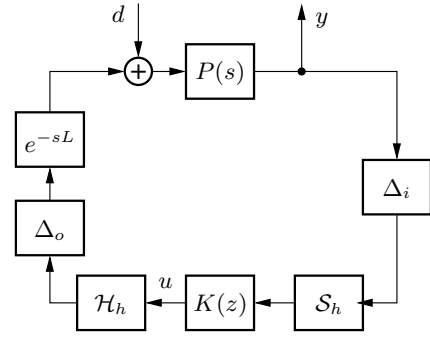 d
y
+
P(s)
e^{-sL}
Δ_i
Δ_o
u
ℋ_h
K(z)
𝒮_h